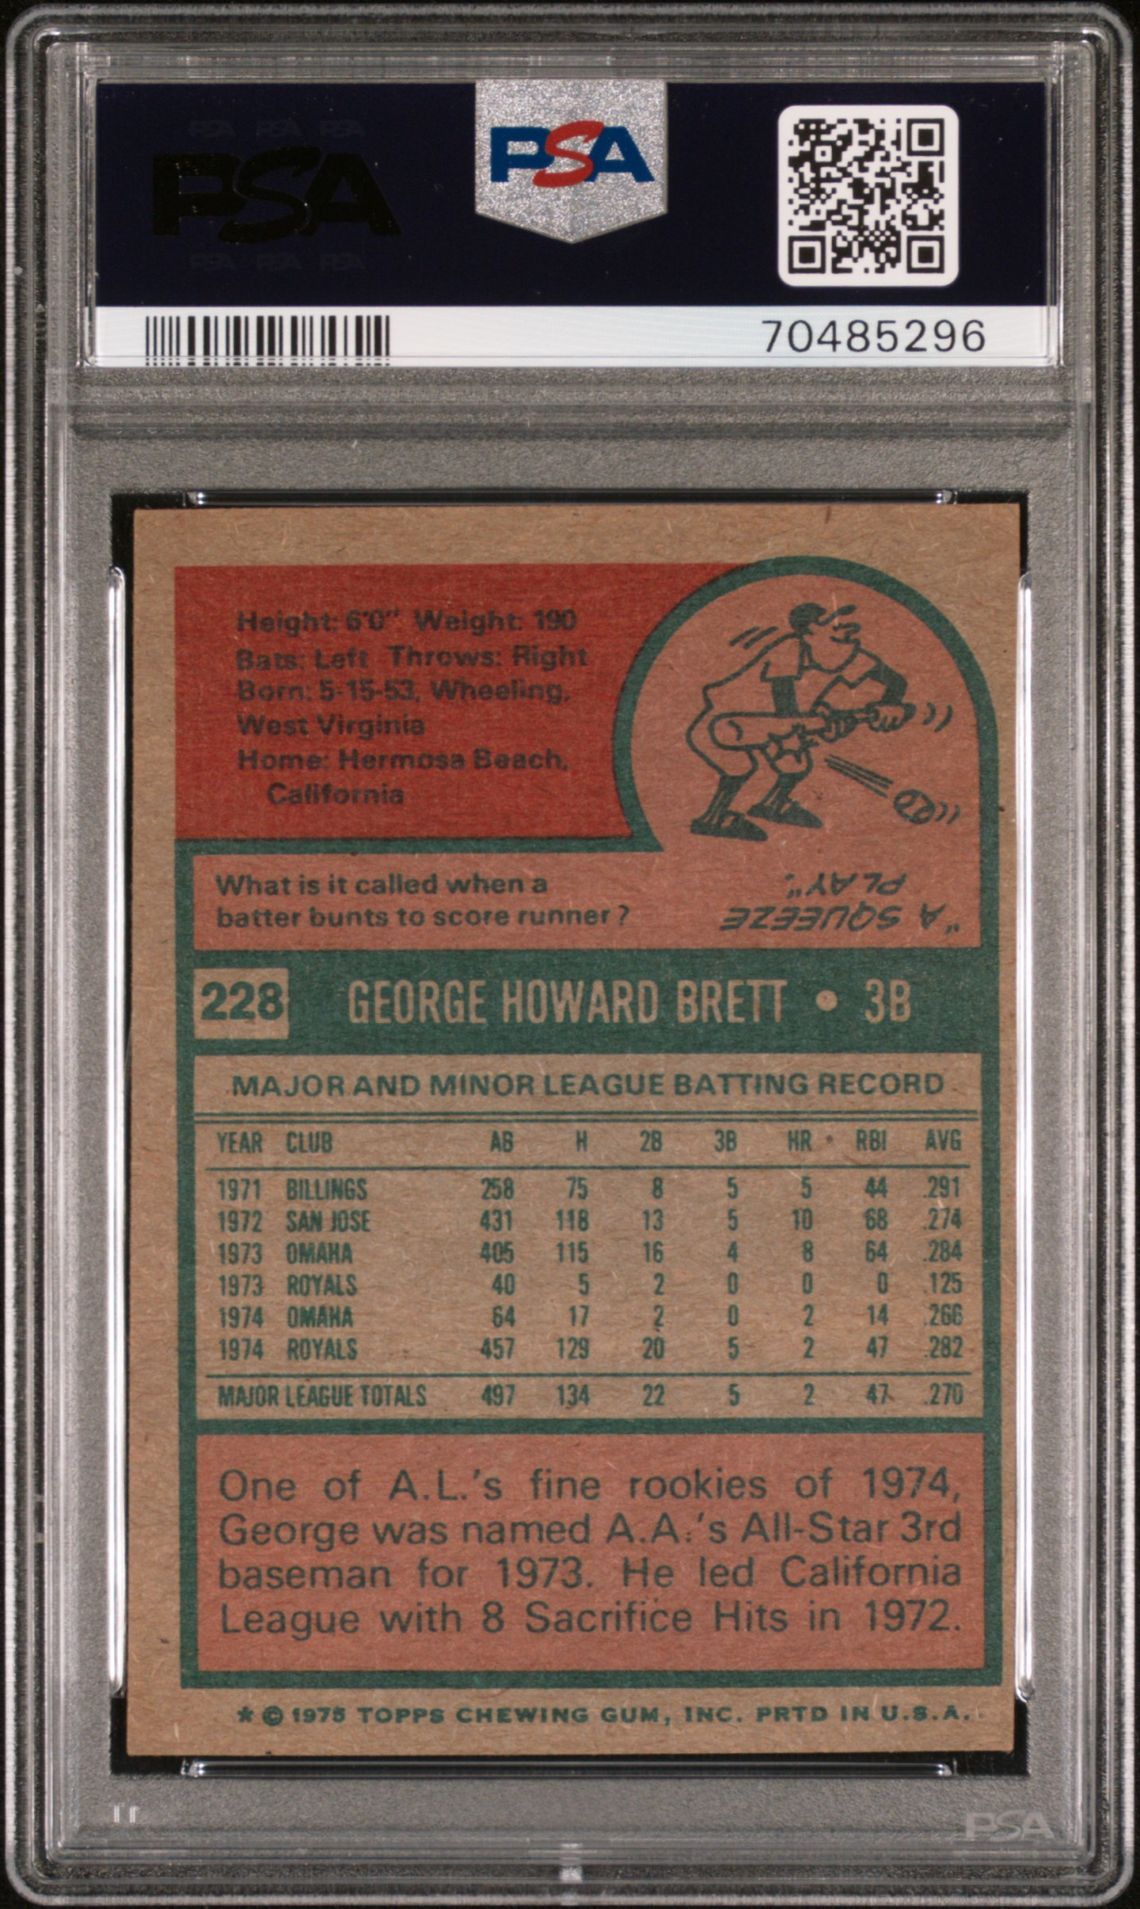 PSA PSA PSA
PSA
PSA PSA PSA
PSA
70485296
Height: 6'0" Weight: 190
Bats: Left Throws: Right
Born: 5-15-53, Wheeling,
West Virginia
Home: Hermosa Beach,
California
What is it called when a
batter bunts to score runner?
"A SQUEEZE
PLAY".
228 GEORGE HOWARD BRETT • 3B
MAJOR AND MINOR LEAGUE BATTING RECORD
YEAR CLUB AB H 2B 3B HR RBI AVG
1971 BILLINGS 258 75 8 5 5 44 .291
1972 SAN JOSE 431 118 13 5 10 68 .274
1973 OMAHA 405 115 16 4 8 64 .284
1973 ROYALS 40 5 2 0 0 0 .125
1974 OMAHA 64 17 2 0 2 14 .266
1974 ROYALS 457 129 20 5 2 47 .282
MAJOR LEAGUE TOTALS 497 134 22 5 2 47 .270
One of A.L.'s fine rookies of 1974,
George was named A.A.'s All-Star 3rd
baseman for 1973. He led California
League with 8 Sacrifice Hits in 1972.
* © 1975 TOPPS CHEWING GUM, INC. PRTD IN U.S.A.
PSA